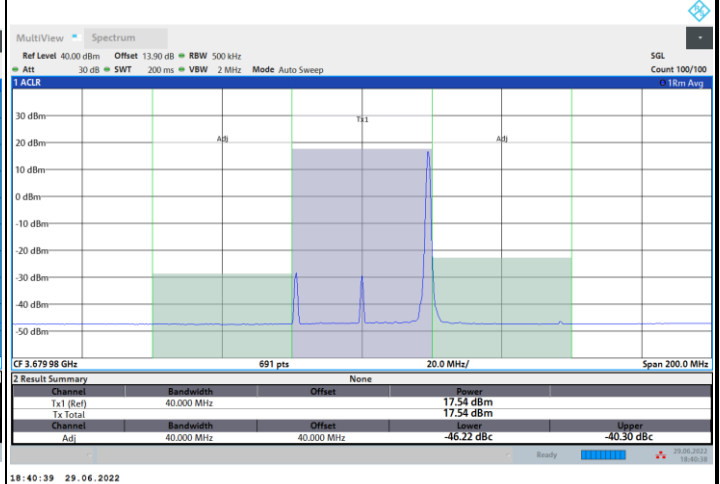 MultiView Spectrum
Ref Level 40.00 dBm Offset 13.90 dB RBW 500 kHz SGL
Att 30 dB SWT 200 ms VBW 2 MHz Mode Auto Sweep Count 100/100
1 ACLR 1Rm Avg
30 dBm
Tx1
20 dBm
Adj
Adj
10 dBm
0 dBm
-10 dBm
-20 dBm
-30 dBm
-40 dBm
-50 dBm
CF 3.679 98 GHz 691 pts 20.0 MHz/ Span 200.0 MHz
2 Result Summary None
Channel Bandwidth Offset Power
Tx1 (Ref) 40.000 MHz 17.54 dBm
Tx Total 17.54 dBm
Channel Bandwidth Offset Lower Upper
Adj 40.000 MHz 40.000 MHz -46.22 dBc -40.30 dBc
Ready 29.06.2022
18:40:38
18:40:39 29.06.2022